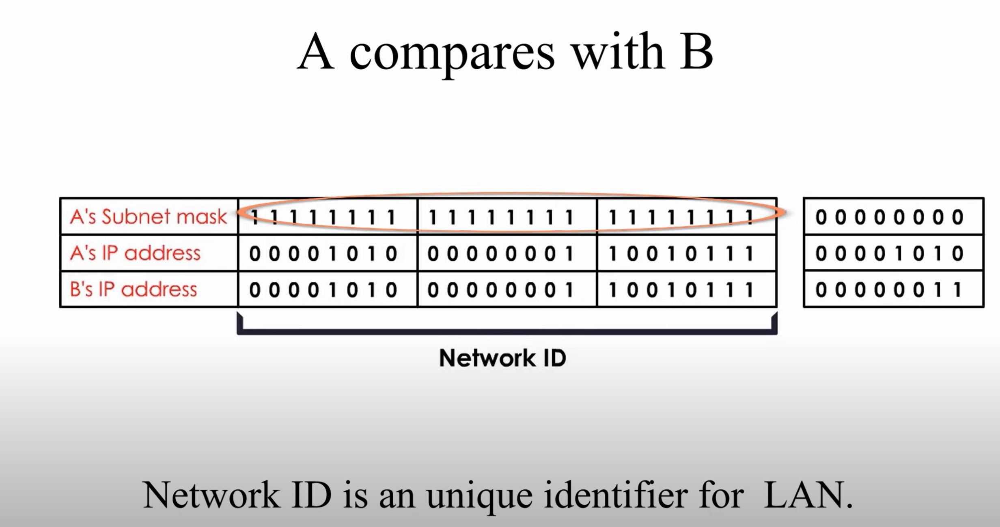 A compares with B
A's Subnet mask 1 1 1 1 1 1 1 1 1 1 1 1 1 1 1 1 1 1 1 1 1 1 1 1 0 0 0 0 0 0 0 0
A's IP address 0 0 0 0 1 0 1 0 0 0 0 0 0 0 0 1 1 0 0 1 0 1 1 1 0 0 0 0 1 0 1 0
B's IP address 0 0 0 0 1 0 1 0 0 0 0 0 0 0 0 1 1 0 0 1 0 1 1 1 0 0 0 0 0 0 1 1
Network ID
Network ID is an unique identifier for LAN.